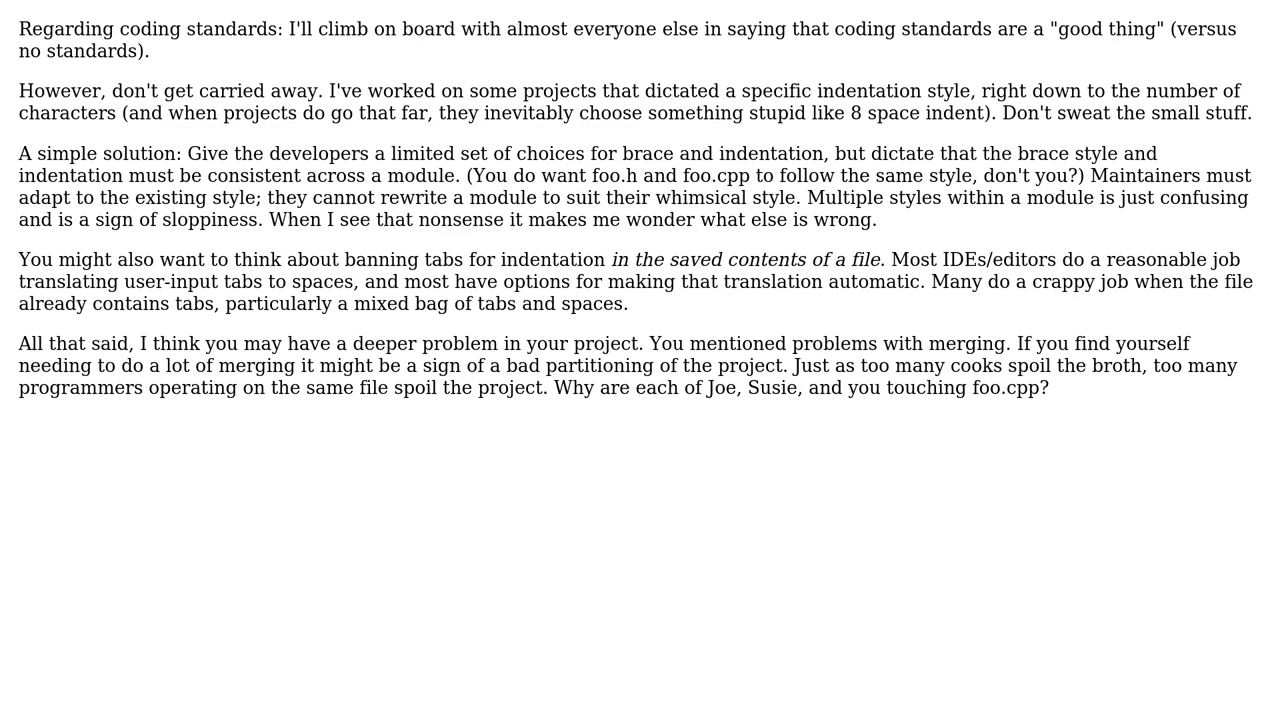 Regarding coding standards: I'll climb on board with almost everyone else in saying that coding standards are a "good thing" (versus
no standards).
However, don't get carried away. I've worked on some projects that dictated a specific indentation style, right down to the number of
characters (and when projects do go that far, they inevitably choose something stupid like 8 space indent). Don't sweat the small stuff.
A simple solution: Give the developers a limited set of choices for brace and indentation, but dictate that the brace style and
indentation must be consistent across a module. (You do want foo.h and foo.cpp to follow the same style, don't you?) Maintainers must
adapt to the existing style; they cannot rewrite a module to suit their whimsical style. Multiple styles within a module is just confusing
and is a sign of sloppiness. When I see that nonsense it makes me wonder what else is wrong.
You might also want to think about banning tabs for indentation in the saved contents of a file. Most IDEs/editors do a reasonable job
translating user-input tabs to spaces, and most have options for making that translation automatic. Many do a crappy job when the file
already contains tabs, particularly a mixed bag of tabs and spaces.
All that said, I think you may have a deeper problem in your project. You mentioned problems with merging. If you find yourself
needing to do a lot of merging it might be a sign of a bad partitioning of the project. Just as too many cooks spoil the broth, too many
programmers operating on the same file spoil the project. Why are each of Joe, Susie, and you touching foo.cpp?